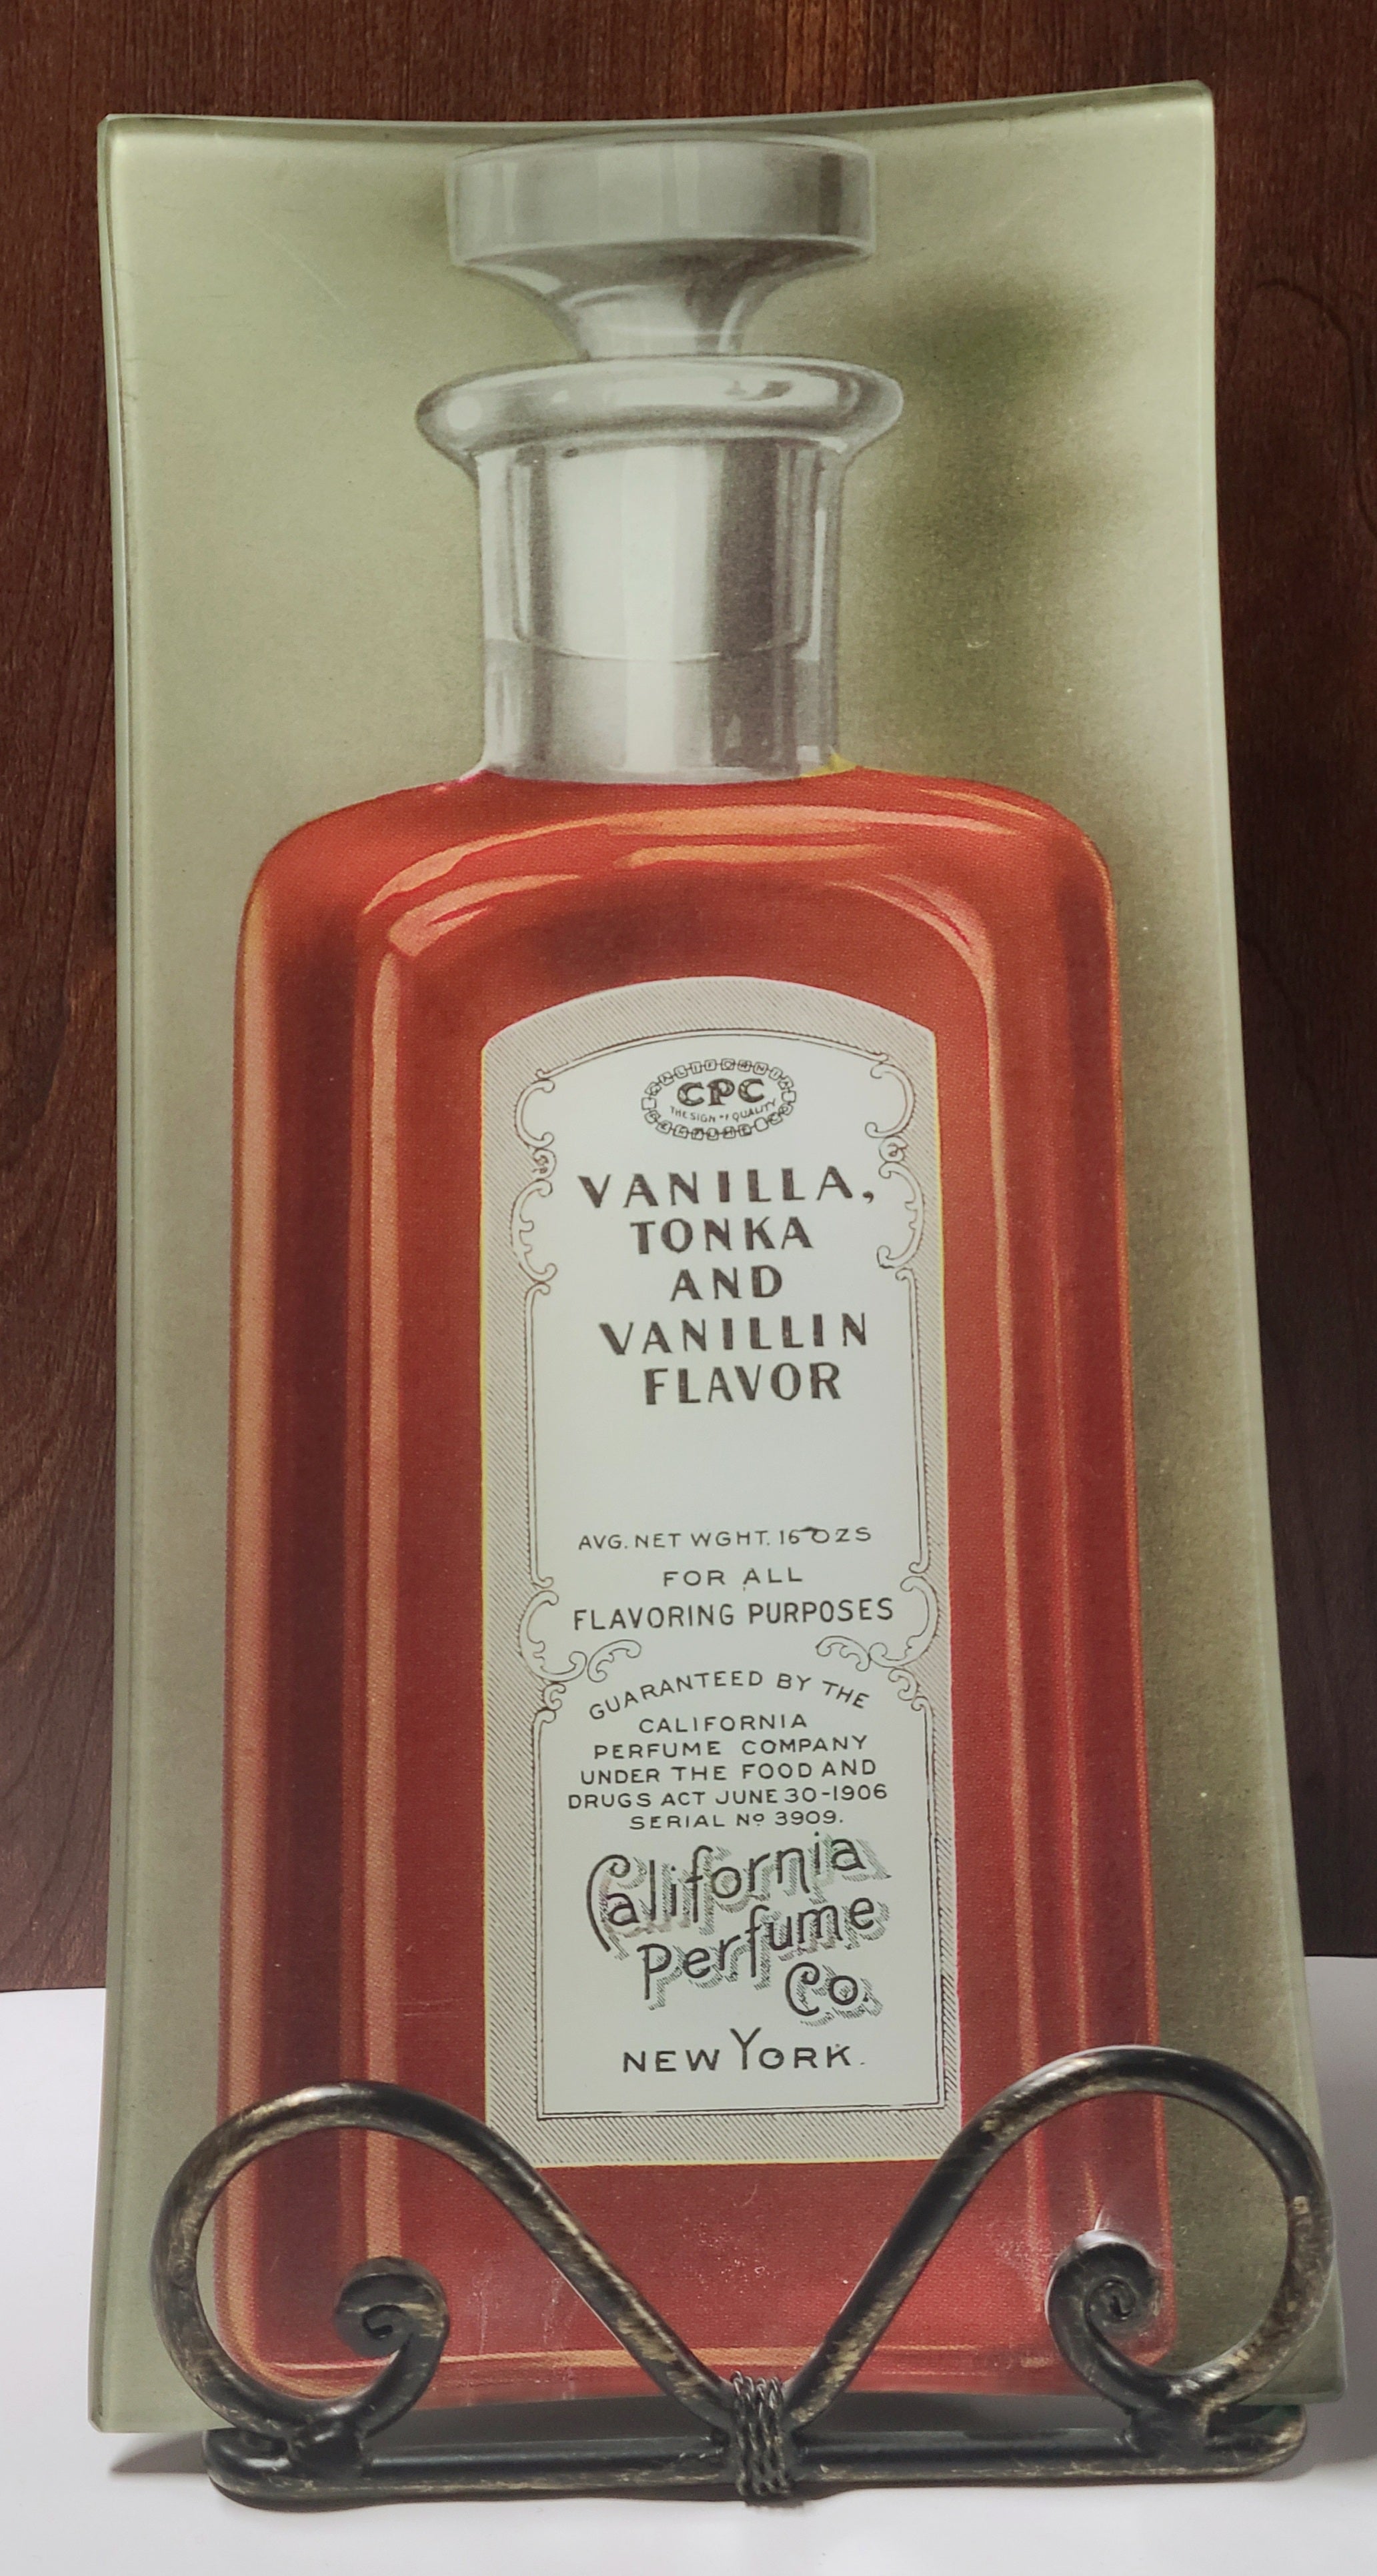 CPC
THE SIGN OF QUALITY
VANILLA,
TONKA
AND
VANILLIN
FLAVOR
AVG. NET WGHT. 16 OZS
FOR ALL
FLAVORING PURPOSES
GUARANTEED BY THE
CALIFORNIA
PERFUME COMPANY
UNDER THE FOOD AND
DRUGS ACT JUNE 30-1906
SERIAL No 3909.
California
Perfume
Co.
NEW YORK.